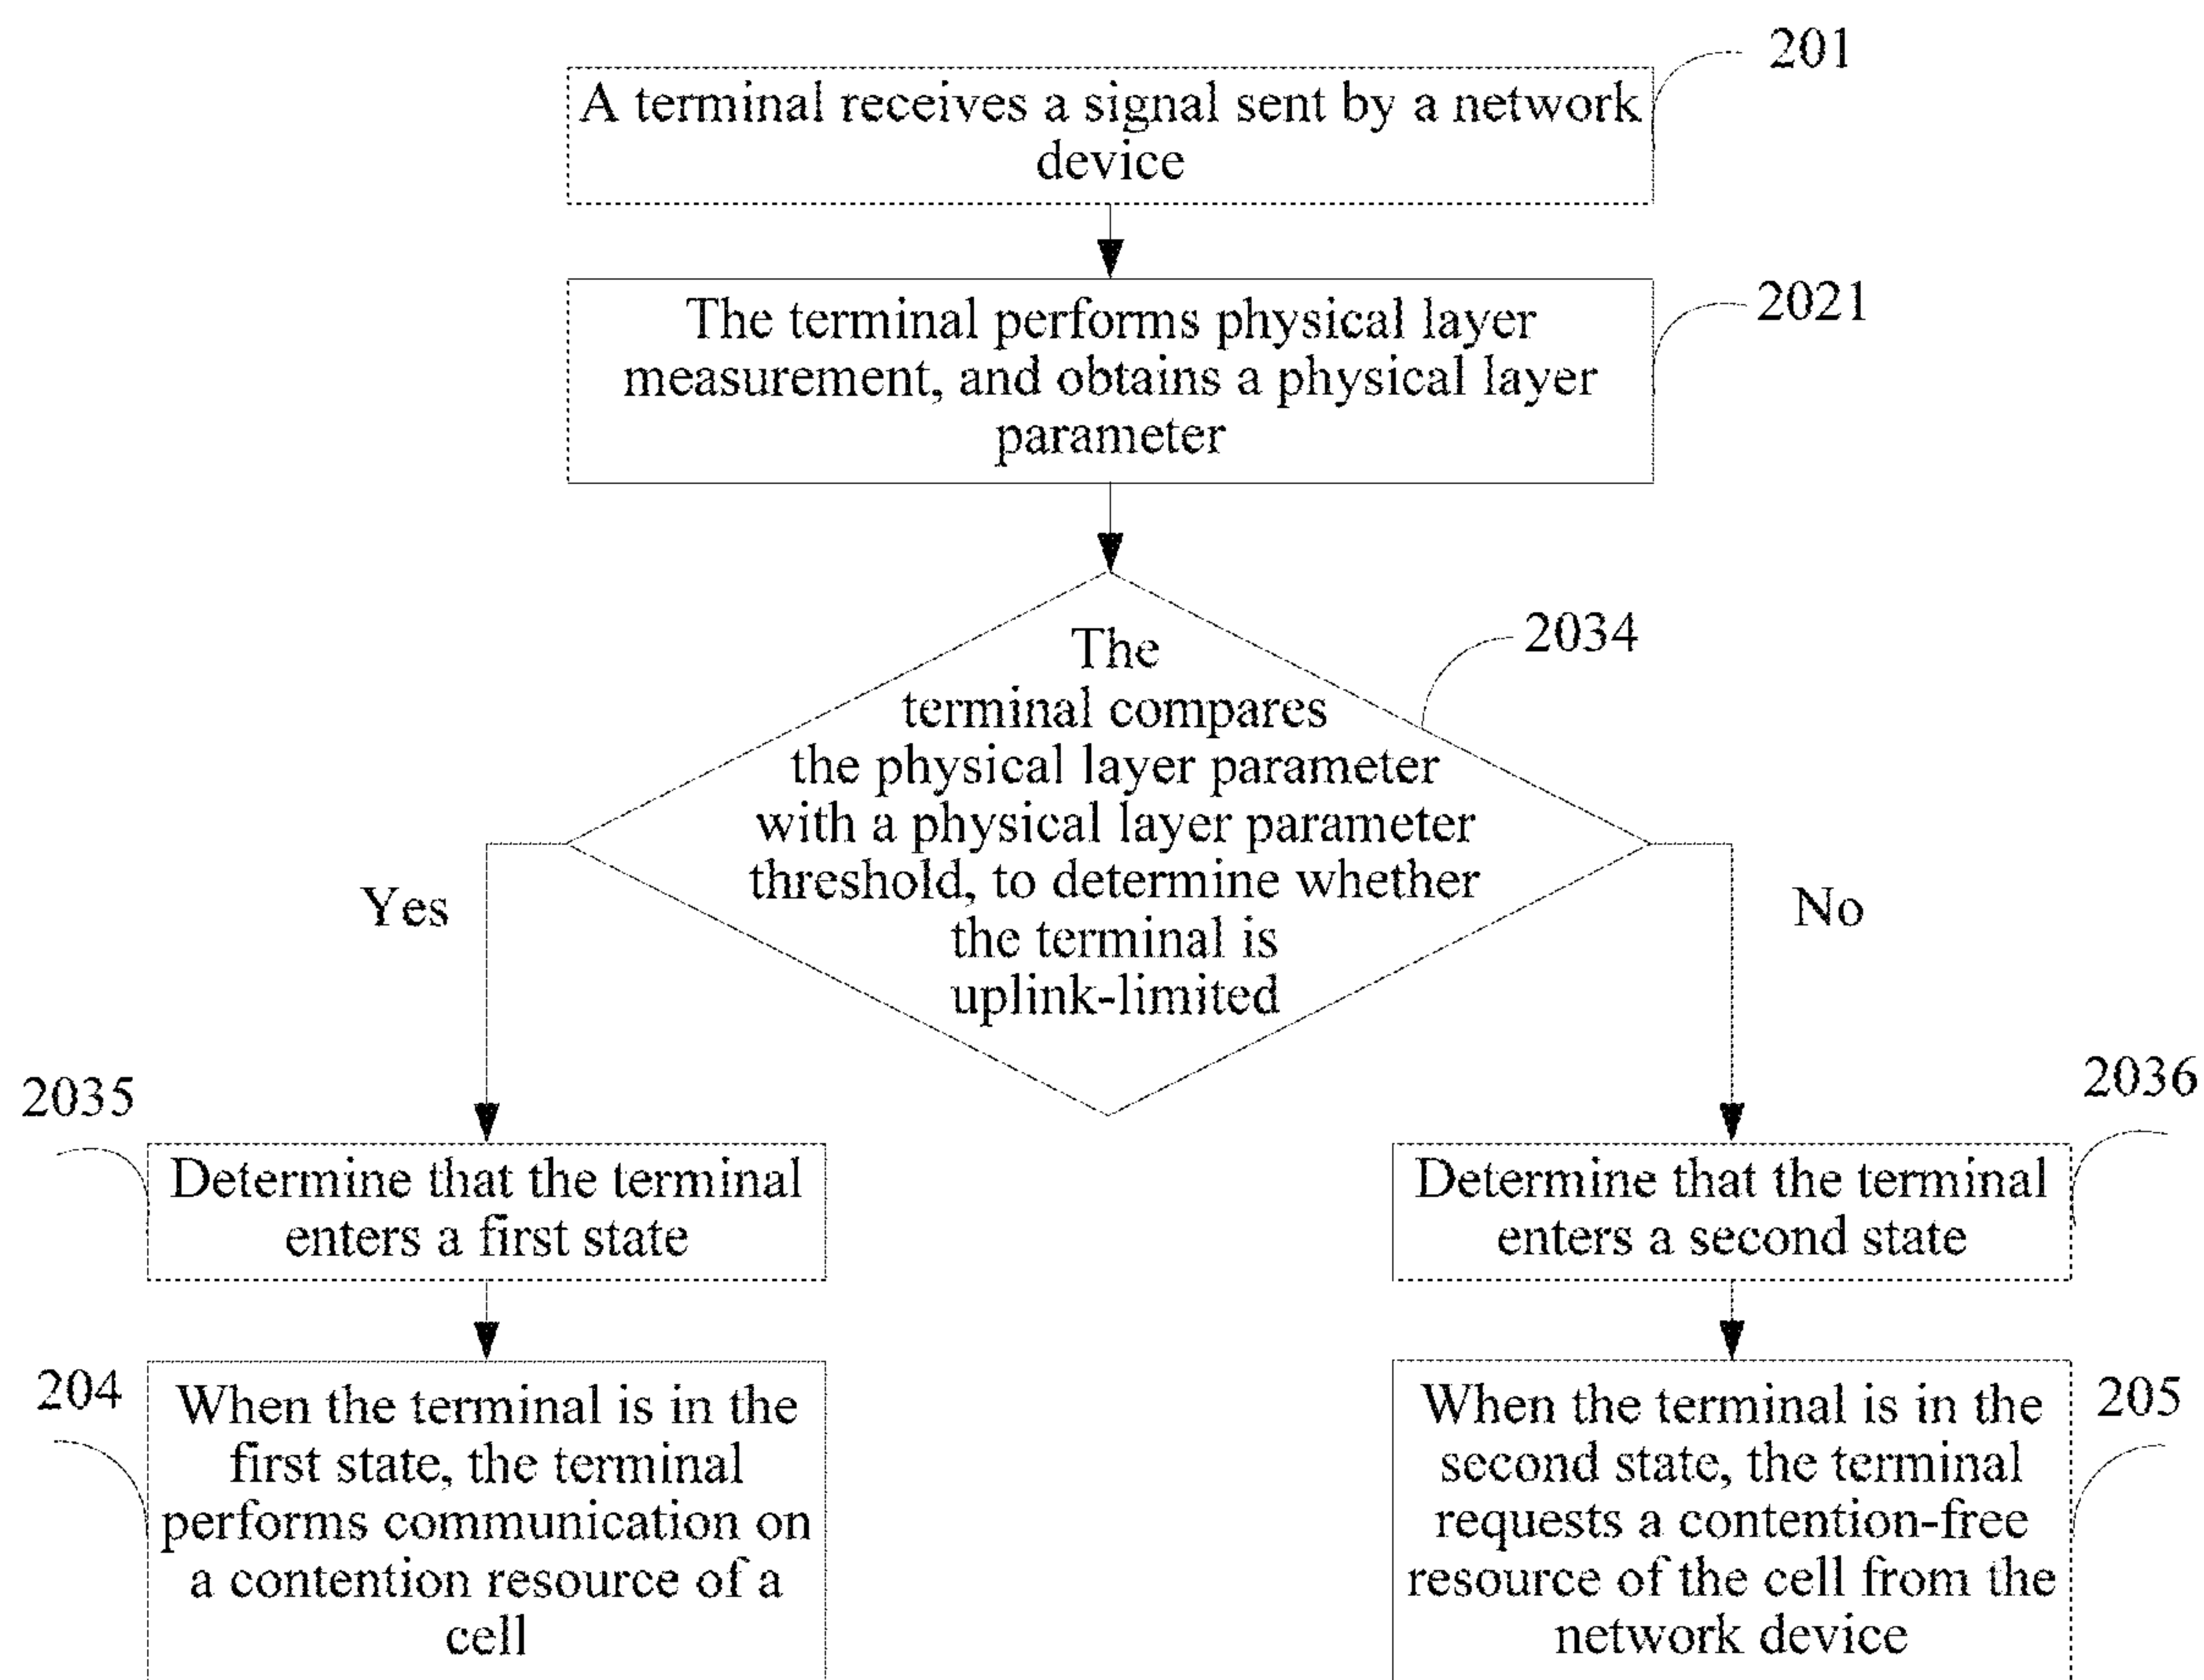 201
A terminal receives a signal sent by a network
device
2021
The terminal performs physical layer
measurement, and obtains a physical layer
parameter
2034
The
terminal compares
the physical layer parameter
with a physical layer parameter
threshold, to determine whether
the terminal is
uplink-limited
Yes
No
2035
Determine that the terminal
enters a first state
2036
Determine that the terminal
enters a second state
204
When the terminal is in the
first state, the terminal
performs communication on
a contention resource of a
cell
205
When the terminal is in the
second state, the terminal
requests a contention-free
resource of the cell from the
network device